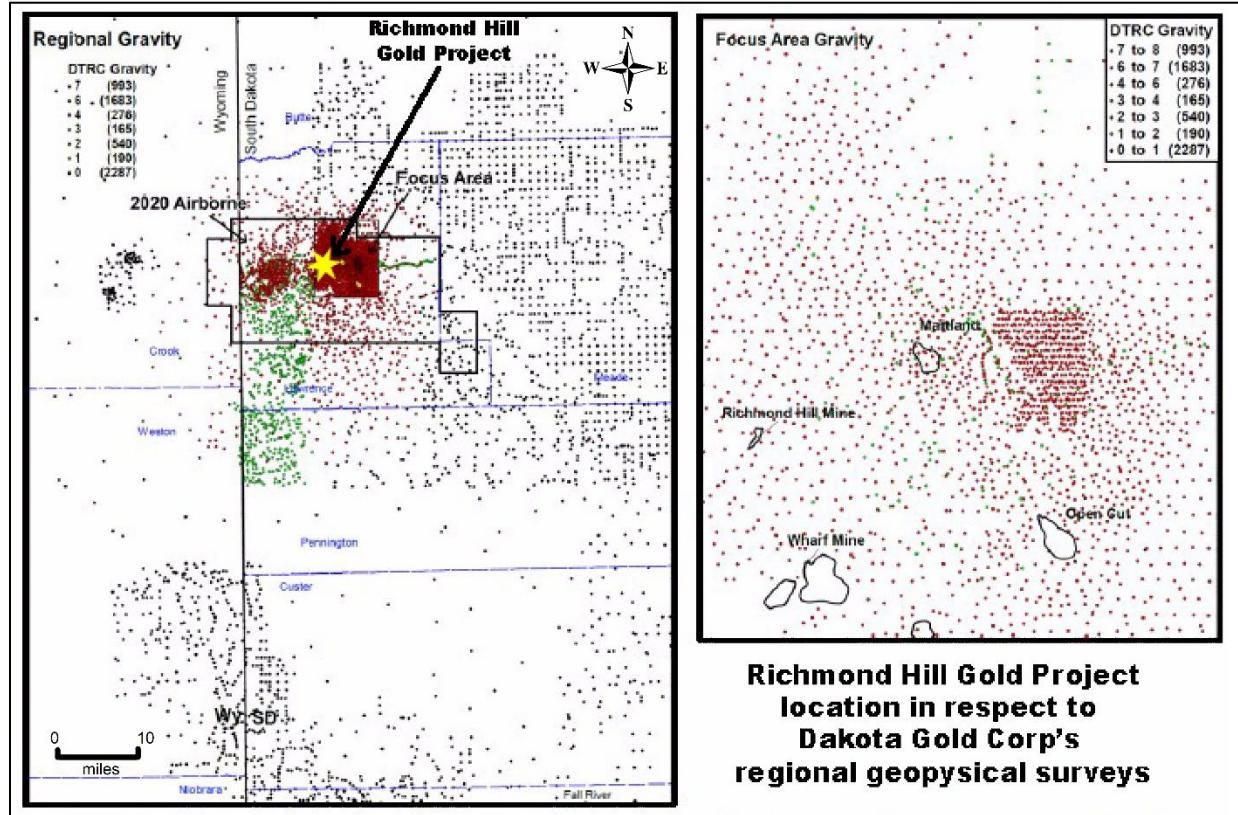 Regional Gravity
DTRC Gravity
7 (993)
6 (1683)
4 (276)
3 (165)
2 (540)
1 (190)
0 (2287)
Richmond Hill
Gold Project
N
W E
S
Wyoming
South Dakota
Butte
Focus Area
2020 Airborne
Crook
Lawrence
Meade
Weston
Pennington
Custer
Wy SD
0 10
miles
Niobrara
Fall River
Focus Area Gravity
DTRC Gravity
7 to 8 (993)
6 to 7 (1683)
4 to 6 (276)
3 to 4 (165)
2 to 3 (540)
1 to 2 (190)
0 to 1 (2287)
Maitland
Richmond Hill Mine
Open Cut
Wharf Mine
Richmond Hill Gold Project
location in respect to
Dakota Gold Corp's
regional geopysical surveys